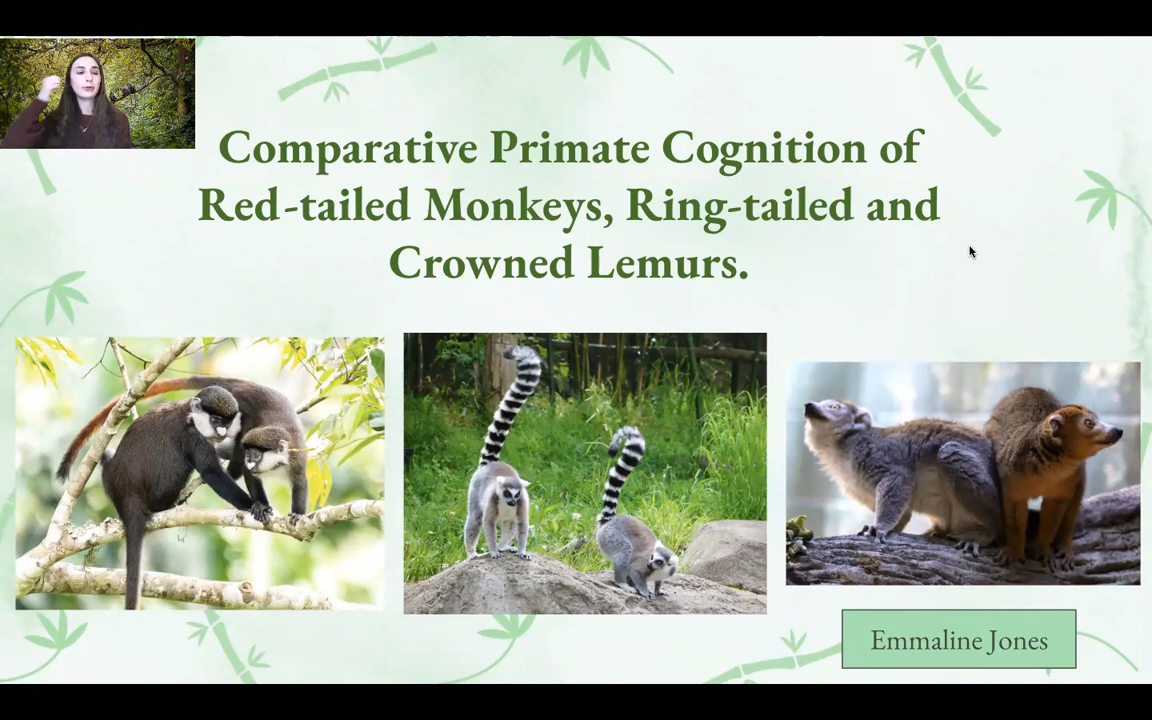 Comparative Primate Cognition of
Red-tailed Monkeys, Ring-tailed and
Crowned Lemurs.
Emmaline Jones